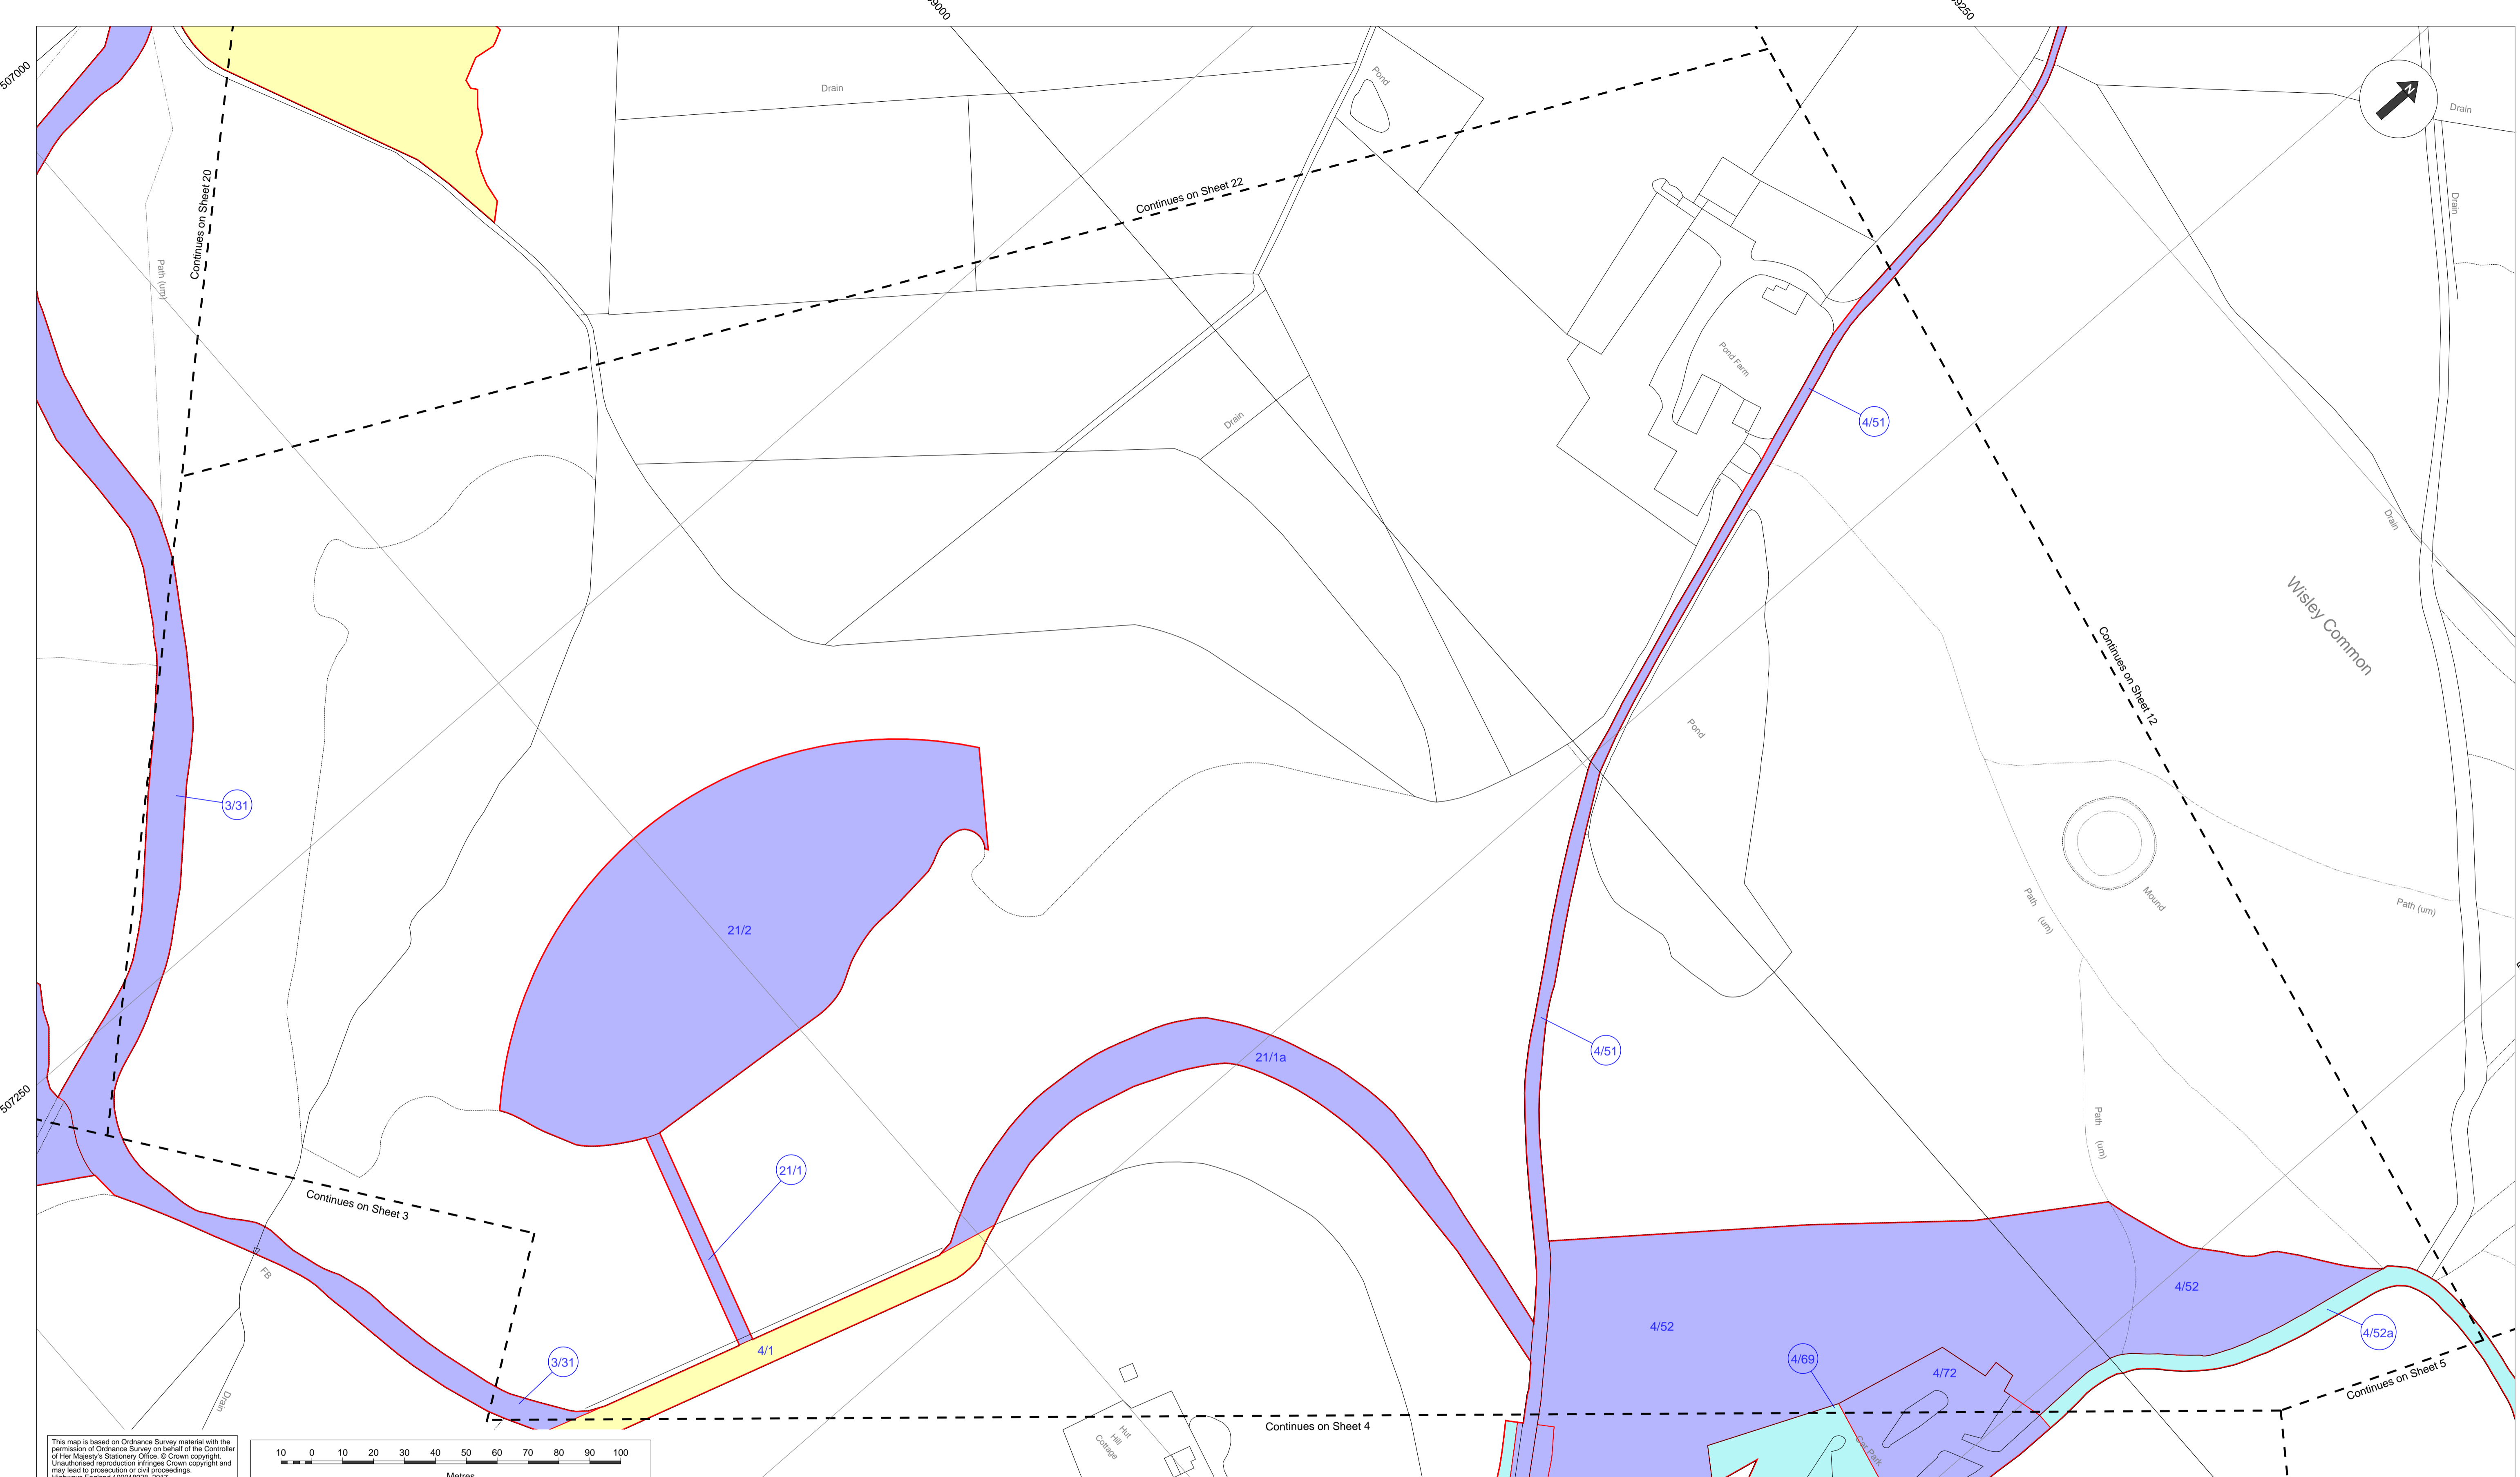 507000
Continues on Sheet 20
Path (um)
Drain
Pond
N
Drain
Drain
Continues on Sheet 22
Pond Farm
4/51
Drain
Drain
Wisley Common
Continues on Sheet 12
Pond
3/31
Mound
Path (um)
Path (um)
21/2
4/51
21/1a
507250
Path (um)
21/1
Continues on Sheet 3
FB
4/52
4/52
4/52a
4/1
3/31
4/69
4/72
Continues on Sheet 5
Continues on Sheet 4
Drain
Hut
Hill
Cottage
Car Park
This map is based on Ordnance Survey material with the
permission of Ordnance Survey on behalf of the Controller
of Her Majesty's Stationery Office. © Crown copyright.
Unauthorised reproduction infringes Crown copyright and
may lead to prosecution or civil proceedings.
10 0 10 20 30 40 50 60 70 80 90 100
Metres